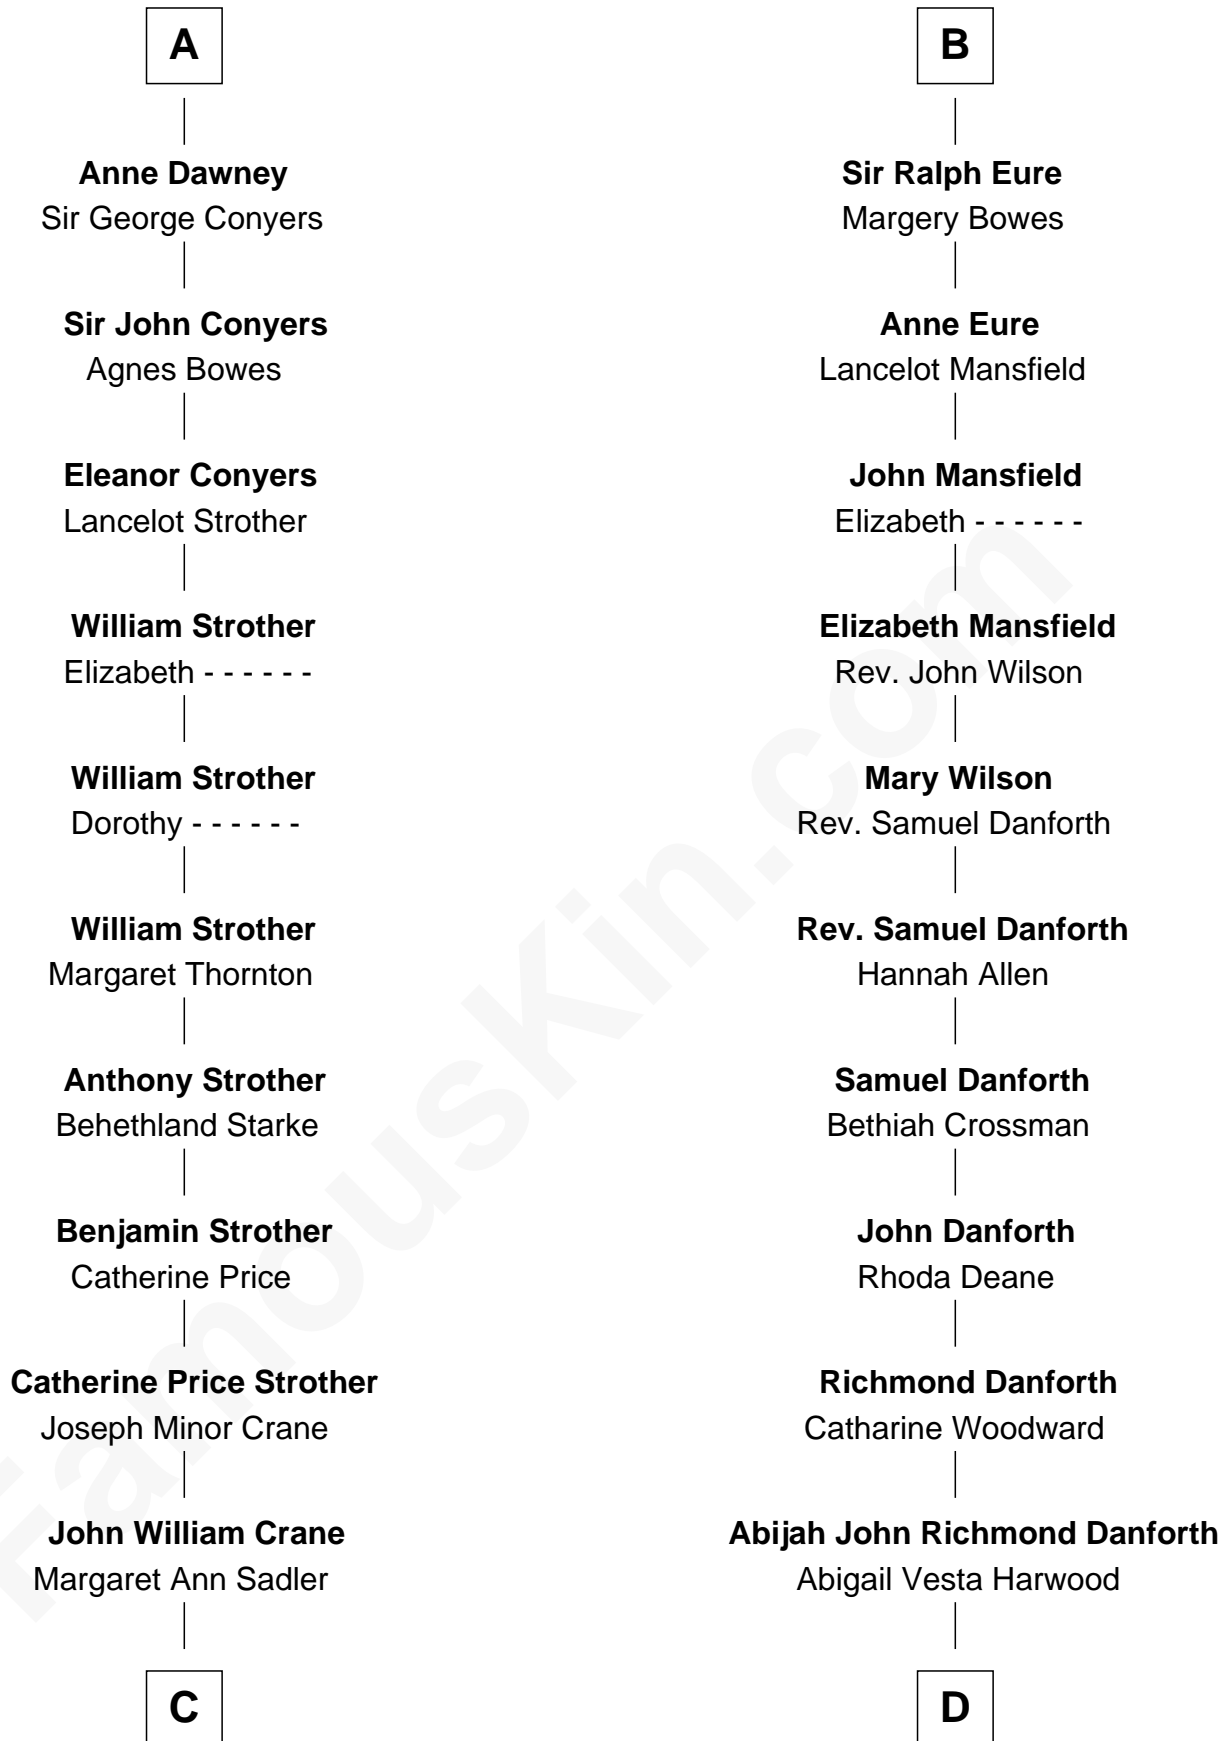 A
Anne Dawney
Sir George Conyers
Sir John Conyers
Agnes Bowes
Eleanor Conyers
Lancelot Strother
William Strother
Elizabeth - - - - - -
William Strother
Dorothy - - - - - -
William Strother
Margaret Thornton
Anthony Strother
Behethland Starke
Benjamin Strother
Catherine Price
Catherine Price Strother
Joseph Minor Crane
John William Crane
Margaret Ann Sadler
C
B
Sir Ralph Eure
Margery Bowes
Anne Eure
Lancelot Mansfield
John Mansfield
Elizabeth - - - - - -
Elizabeth Mansfield
Rev. John Wilson
Mary Wilson
Rev. Samuel Danforth
Rev. Samuel Danforth
Hannah Allen
Samuel Danforth
Bethiah Crossman
John Danforth
Rhoda Deane
Richmond Danforth
Catharine Woodward
Abijah John Richmond Danforth
Abigail Vesta Harwood
D
FamousKin.com